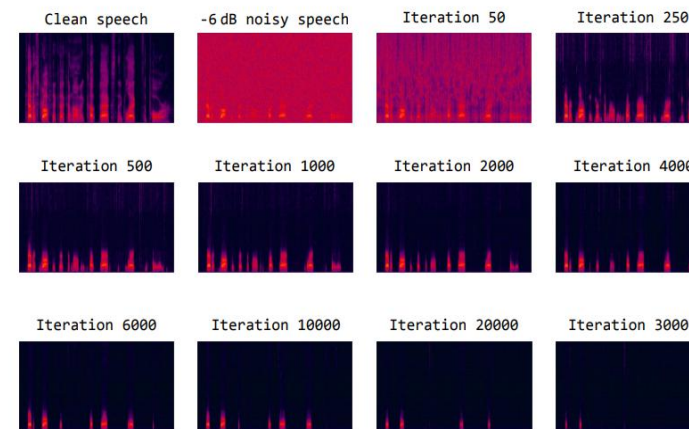 Clean speech
-6 dB noisy speech
Iteration 50
Iteration 250
Iteration 500
Iteration 1000
Iteration 2000
Iteration 4000
Iteration 6000
Iteration 10000
Iteration 20000
Iteration 3000